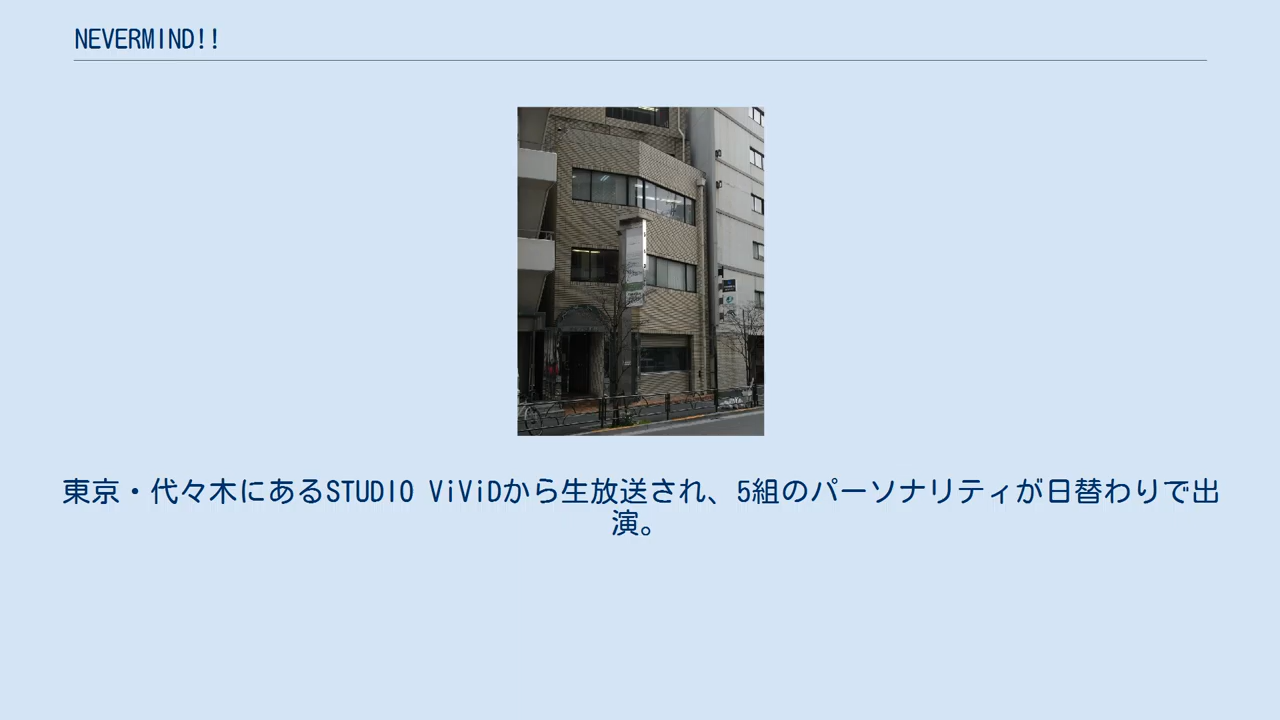 NEVERMIND!!
東京・代々木にあるSTUDIO ViViDから生放送され、5組のパーソナリティが日替わりで出
演。